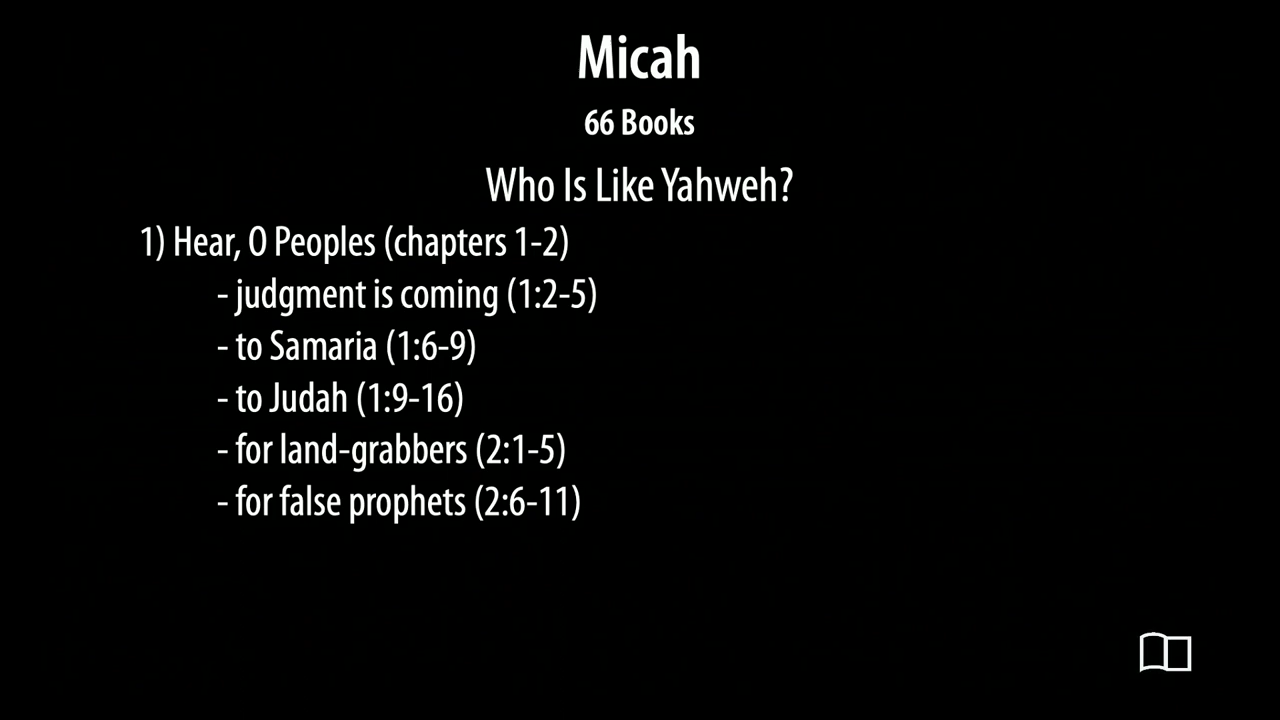 Micah
66 Books
Who Is Like Yahweh?
1) Hear, O Peoples (chapters 1-2)
- judgment is coming (1:2-5)
- to Samaria (1:6-9)
- to Judah (1:9-16)
- for land-grabbers (2:1-5)
- for false prophets (2:6-11)